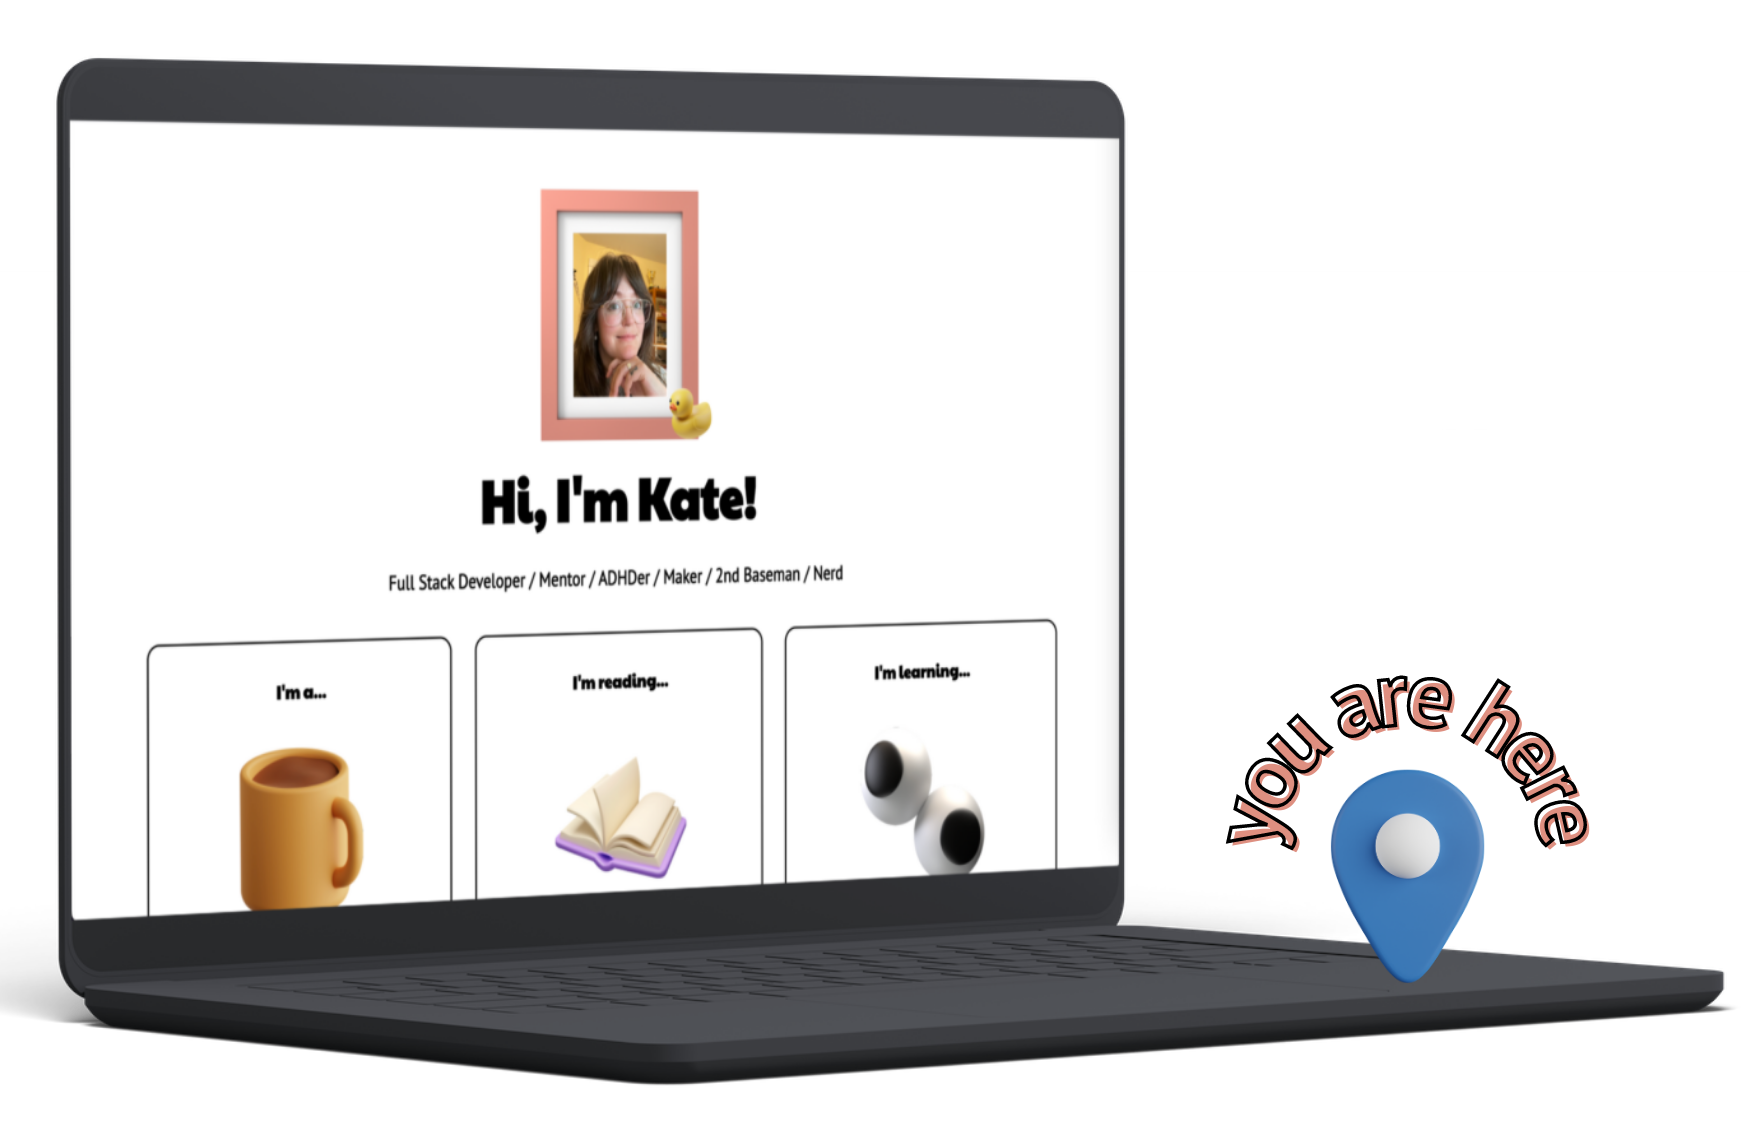 Hi, I'm Kate!
Full Stack Developer / Mentor / ADHDer / Maker / 2nd Baseman / Nerd
I'm a...
I'm reading...
I'm learning...
you are here